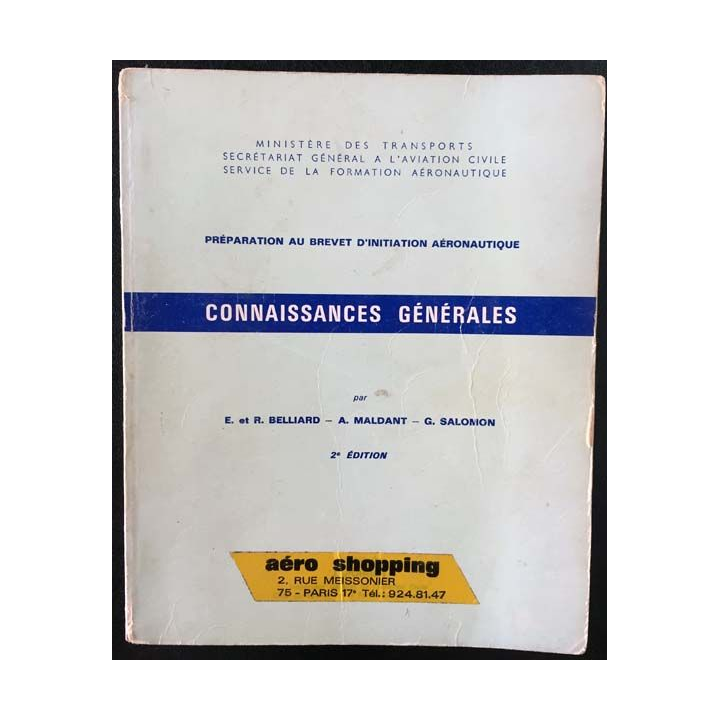 MINISTÈRE DES TRANSPORTS
SECRÉTARIAT GÉNÉRAL A L'AVIATION CIVILE
SERVICE DE LA FORMATION AÉRONAUTIQUE
PRÉPARATION AU BREVET D'INITIATION AÉRONAUTIQUE
CONNAISSANCES GÉNÉRALES
par
E. et R. BELLIARD – A. MALDANT – G. SALOMON
2e ÉDITION
aéro shopping
2, RUE MEISSONIER
75 - PARIS 17e Tél.: 924.81.47